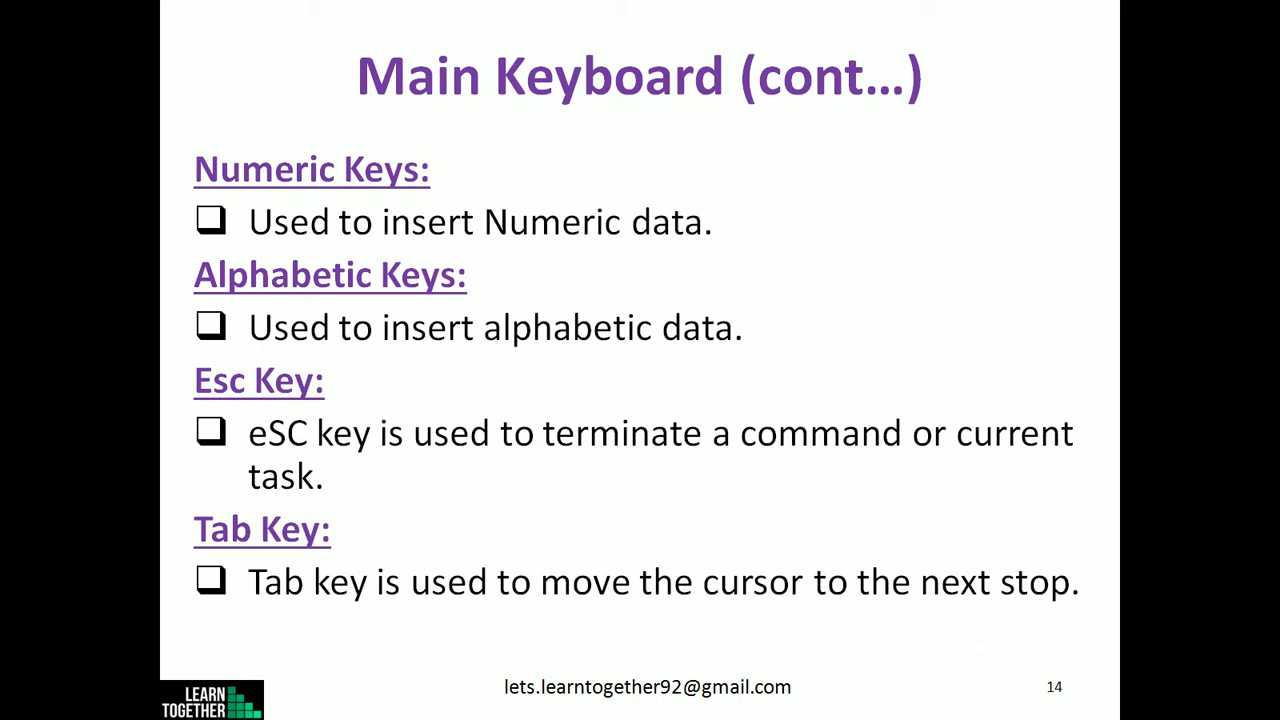 Main Keyboard (cont…)
Numeric Keys:
Used to insert Numeric data.
Alphabetic Keys:
Used to insert alphabetic data.
Esc Key:
eSC key is used to terminate a command or current
task.
Tab Key:
Tab key is used to move the cursor to the next stop.
LEARN
TOGETHER
lets.learntogether92@gmail.com
14